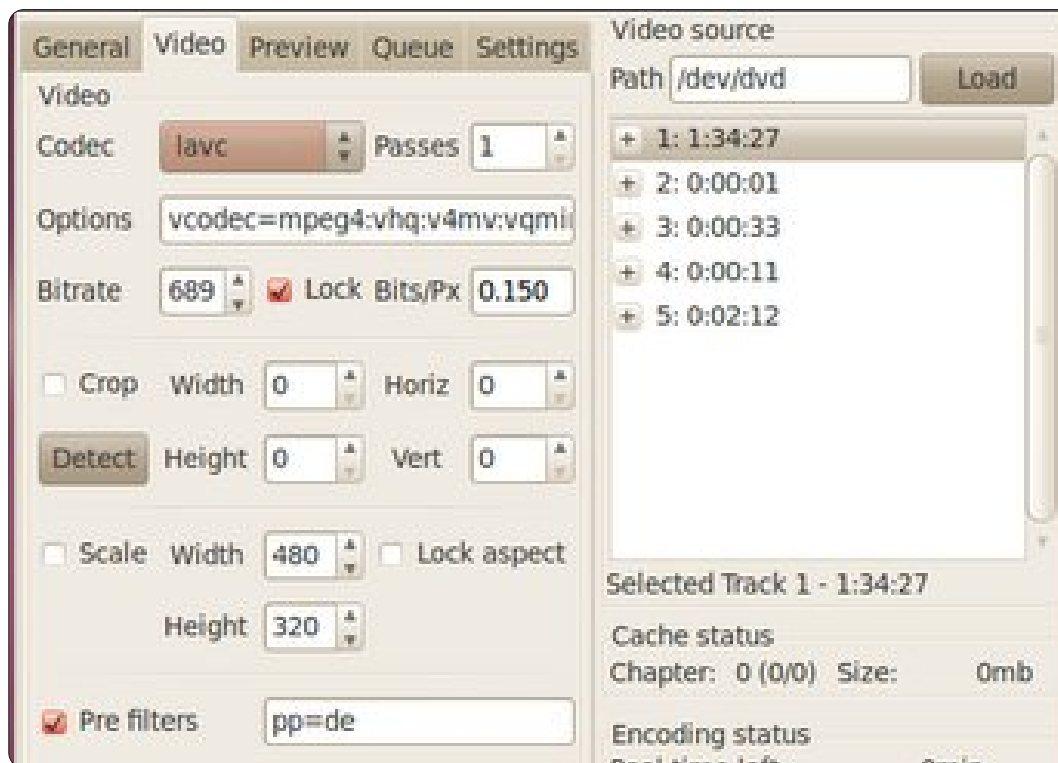 General Video Preview Queue Settings
Video
Codec lavc Passes 1
Options vcodec=mpeg4:vhq:v4mv:vqmi
Bitrate 689 Lock Bits/Px 0.150
Crop Width 0 Horiz 0
Detect Height 0 Vert 0
Scale Width 480 Lock aspect
Height 320
Pre filters pp=de
Video source
Path /dev/dvd Load
+ 1: 1:34:27
+ 2: 0:00:01
+ 3: 0:00:33
+ 4: 0:00:11
+ 5: 0:02:12
Selected Track 1 - 1:34:27
Cache status
Chapter: 0 (0/0) Size: 0mb
Encoding status